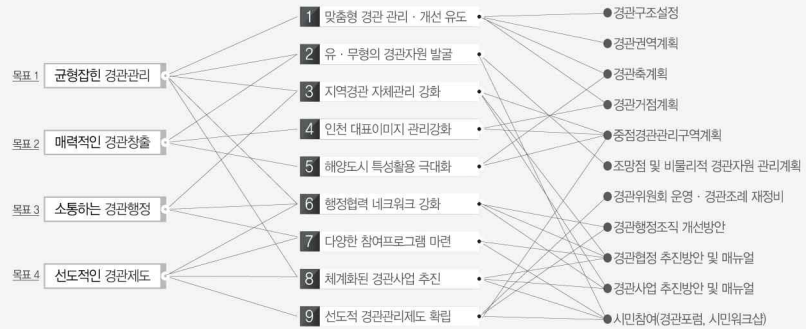 목표 1 균형잡힌 경관관리
목표 2 매력적인 경관창출
목표 3 소통하는 경관행정
목표 4 선도적인 경관제도
1 맞춤형 경관 관리 · 개선 유도
2 유 · 무형의 경관자원 발굴
3 지역경관 자체관리 강화
4 인천 대표이미지 관리강화
5 해양도시 특성활용 극대화
6 행정협력 네크워크 강화
7 다양한 참여프로그램 마련
8 체계화된 경관사업 추진
9 선도적 경관관리제도 확립
●경관구조설정
●경관권역계획
●경관축계획
●경관거점계획
●중점경관관리구역계획
●조망점 및 비물리적 경관자원 관리계획
●경관위원회 운영 · 경관조례 재정비
●경관행정조직 개선방안
●경관협정 추진방안 및 매뉴얼
●경관사업 추진방안 및 매뉴얼
●시민참여(경관포럼, 시민워크샵)